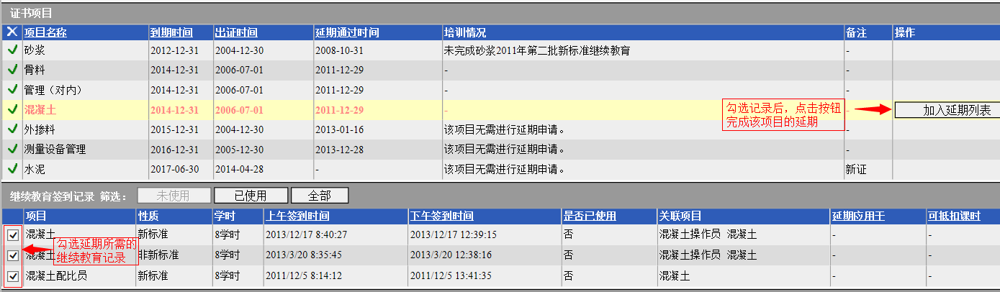 证书项目
项目名称 到期时间 出证时间 延期通过时间 培训情况 备注 操作
砂浆 2012-12-31 2004-12-30 2008-10-31 未完成砂浆2011年第二批新标准继续教育 -
骨料 2014-12-31 2006-07-01 2011-12-29 - -
管理（对内） 2014-12-31 2006-07-01 2011-12-29 - -
混凝土 2014-12-31 2006-07-01 2011-12-29 - - 加入延期列表
勾选记录后，点击按钮
完成该项目的延期
外掺料 2015-12-31 2004-12-30 2013-01-16 该项目无需进行延期申请。 -
测量设备管理 2016-12-31 2005-12-30 2013-12-28 该项目无需进行延期申请。 -
水泥 2017-06-30 2014-04-28 - 该项目无需进行延期申请。 新证
继续教育签到记录 筛选： 未使用 已使用 全部
项目 性质 学时 上午签到时间 下午签到时间 是否已使用 关联项目 延期应用于 可抵扣课时
混凝土 新标准 8学时 2013/12/17 8:40:27 2013/12/17 12:39:15 否 混凝土操作员 混凝土 - -
勾选延期所需的
继续教育记录
混凝土 非新标准 8学时 2013/3/20 8:35:45 2013/3/20 12:38:16 否 混凝土操作员 混凝土 - -
混凝土配比员 新标准 8学时 2011/12/5 8:14:12 2011/12/5 13:41:35 否 混凝土 - -